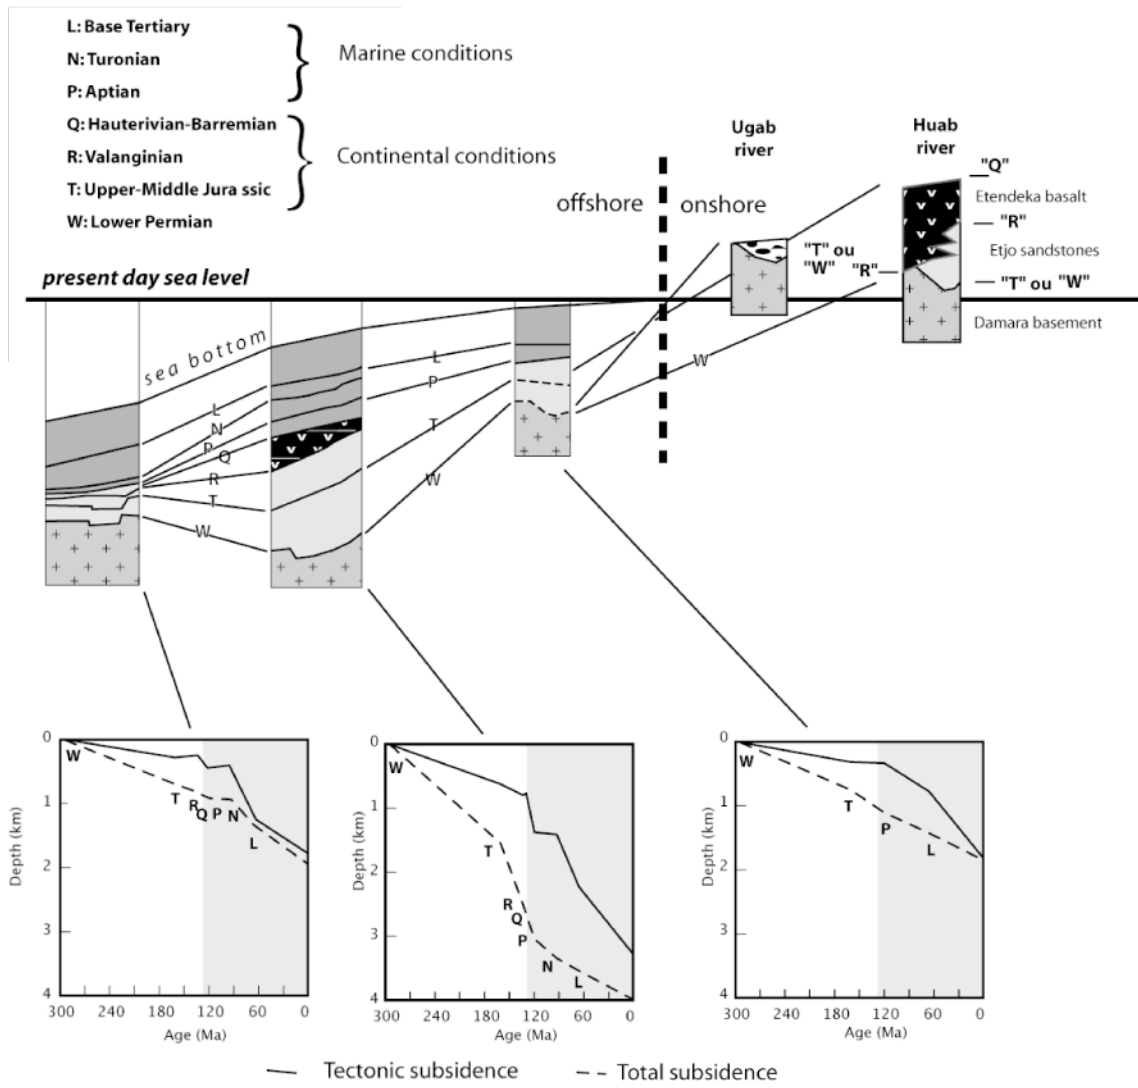 L: Base Tertiary
N: Turonian
P: Aptian
Marine conditions
Q: Hauterivian-Barremian
R: Valanginian
T: Upper-Middle Jura ssic
Continental conditions
W: Lower Permian
Ugab
river
Huab
river
offshore
onshore
"Q"
Etendeka basalt
"R"
Etjo sandstones
"T" ou "W"
Damara basement
"T" ou
"W"
"R"
present day sea level
sea bottom
L
N
P
Q
R
T
W
L
P
T
W
W
0
1
2
3
4
Depth (km)
W
T
R
Q
P
N
L
300 240 180 120 60 0
Age (Ma)
0
1
2
3
4
Depth (km)
W
T
R
Q
P
N
L
300 240 180 120 60 0
Age (Ma)
0
1
2
3
4
Depth (km)
W
T
P
L
300 240 180 120 60 0
Age (Ma)
Tectonic subsidence
Total subsidence